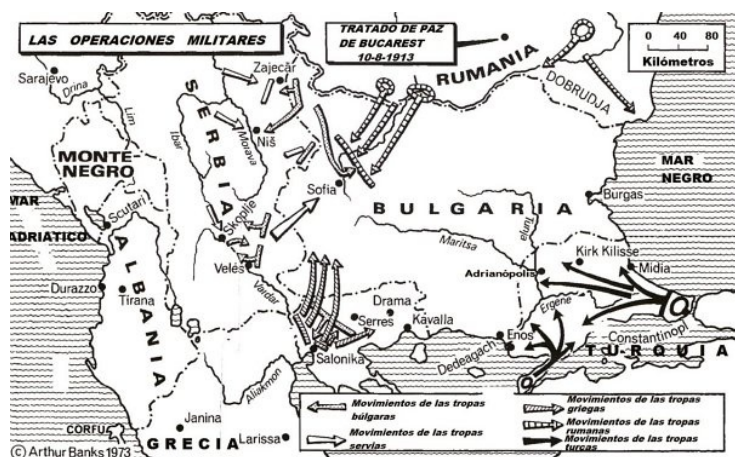 LAS OPERACIONES MILITARES
TRATADO DE PAZ
DE BUCAREST
10-8-1913
0 40 80
Kilómetros
RUMANIA
DOBRUDJA
Sarajevo
Drina
Zaječar
Lim
Ibar
SERBIA
Morava
Niš
MONTE-
NEGRO
MAR
NEGRO
Sofia
Burgas
BULGARIA
MAR
ADRIATICO
Scutari
Skoplje
Maritsa
Tunja
Kirk Kilisse
Midia
Adrianópolis
Veles
Vardar
Durazzo
Tirana
ALBANIA
Ergene
Drama
Serres
Kavalla
Enos
Constantinopl
Dedeagach
TURQUIA
Salonika
Aliakmon
Janina
CORFU
GRECIA
Larissa
© Arthur Banks 1973
Movimientos de las tropas
búlgaras
Movimientos de las tropas
servias
Movimientos de las tropas
griegas
Movimientos de las tropas
rumanas
Movimientos de las tropas
turcas